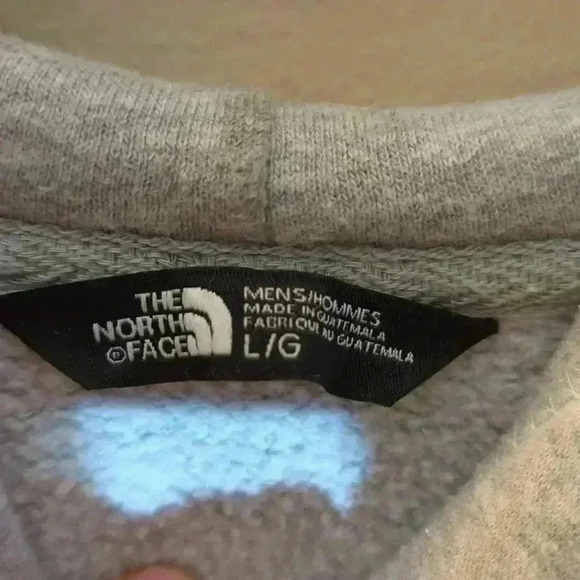 THE
NORTH
® FACE
MENS/HOMMES
MADE IN GUATEMALA
FABRIQUÉ AU GUATEMALA
L/G